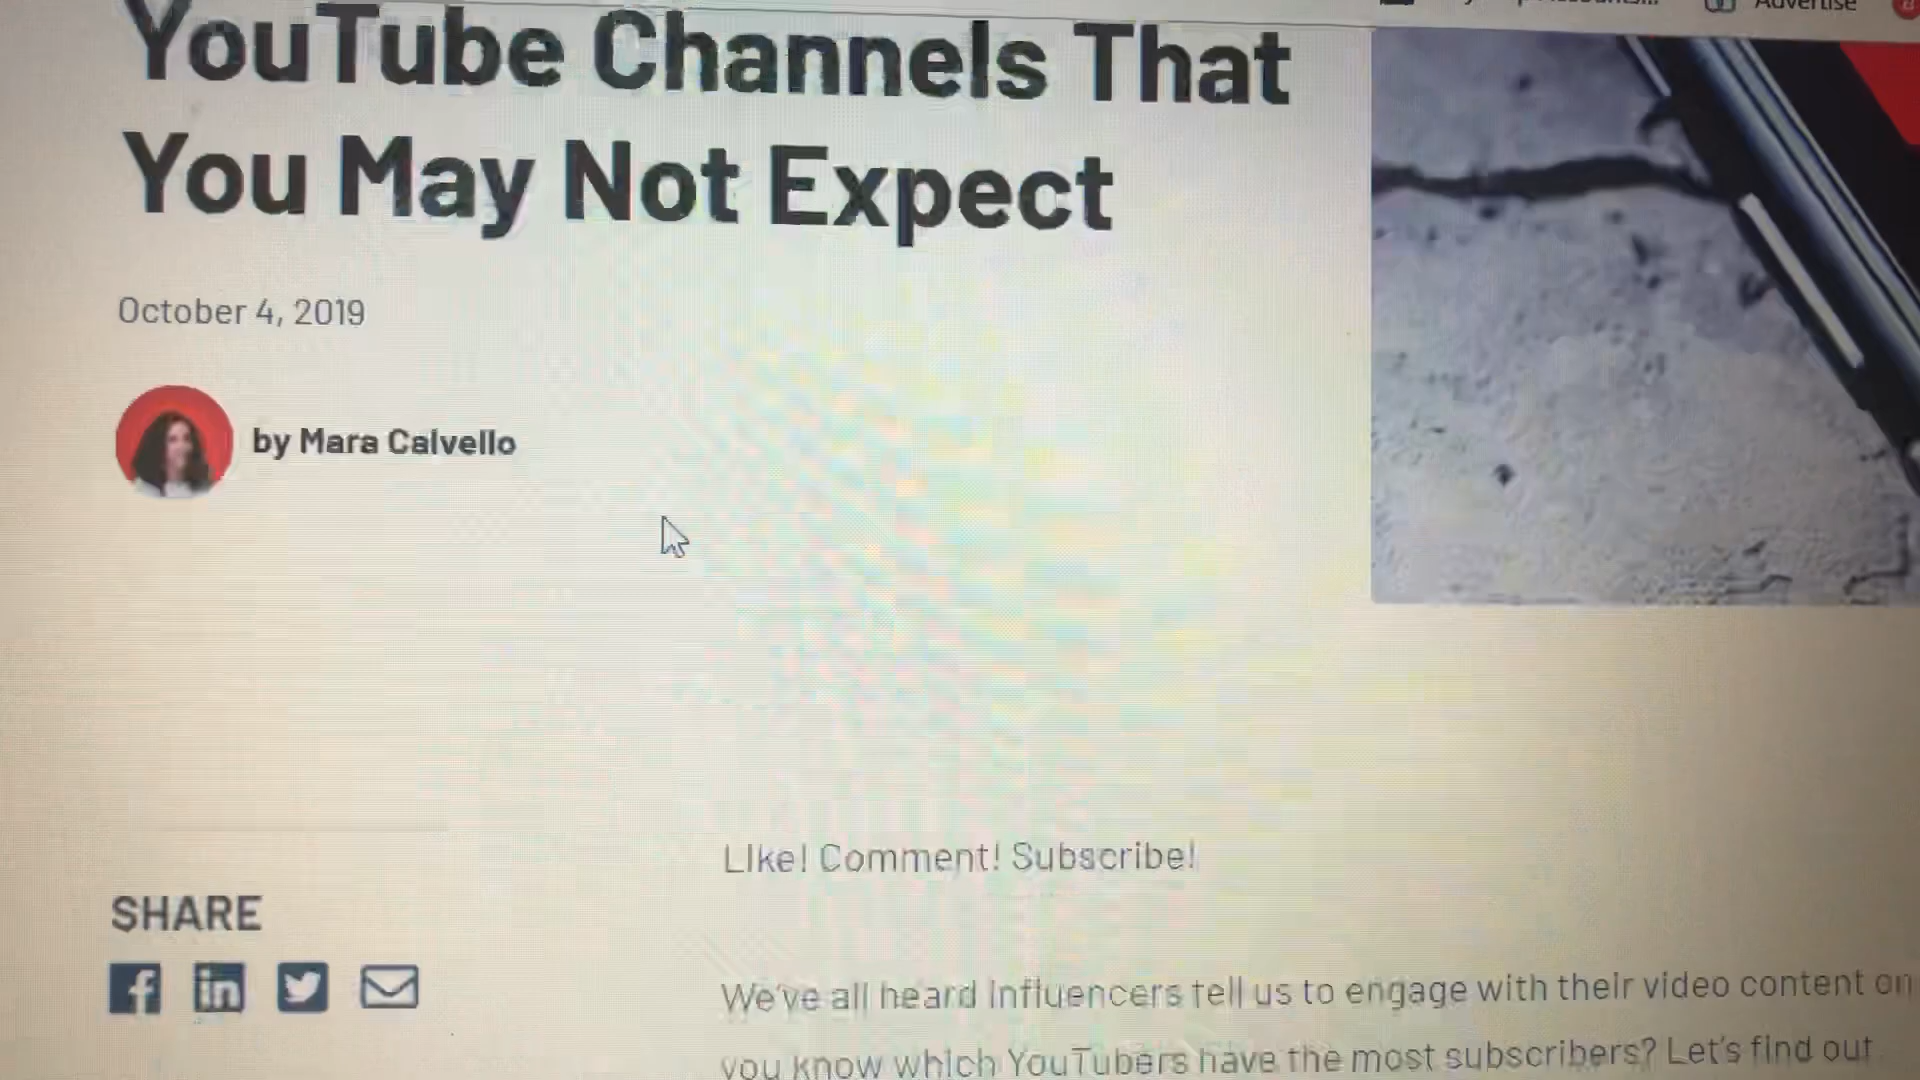 Advertise
YouTube Channels That
You May Not Expect
October 4, 2019
by Mara Calvello
Like! Comment! Subscribe!
SHARE
We've all heard influencers tell us to engage with their video content on
you know which YouTubers have the most subscribers? Let's find out